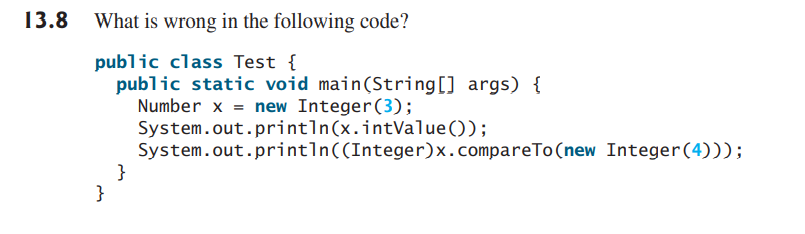 13.8 What is wrong in the following code?
public class Test {
public static void main(String[] args) {
Number x = new Integer(3);
System.out.println(x.intValue());
System.out.println((Integer)x.compareTo(new Integer(4)));
}
}